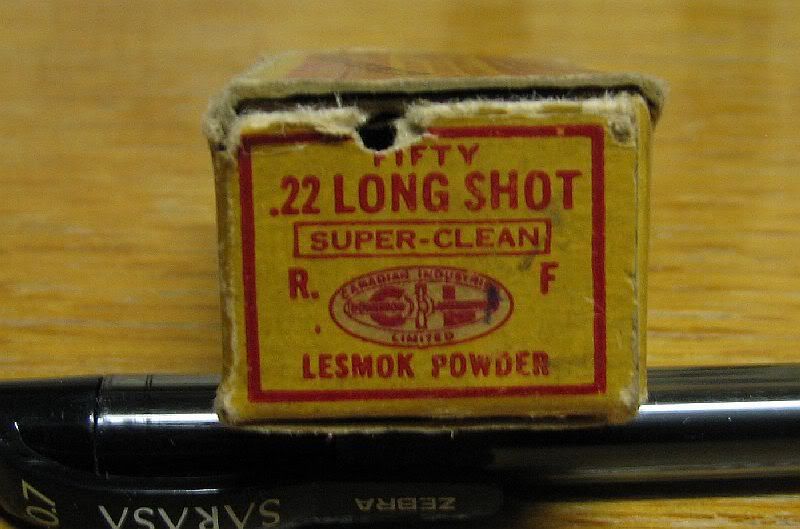 FIFTY
.22 LONG SHOT
SUPER-CLEAN
R. F
CANADIAN INDUSTRIES
C I L
LIMITED
LESMOK POWDER
0.7
SARASA
ZEBRA